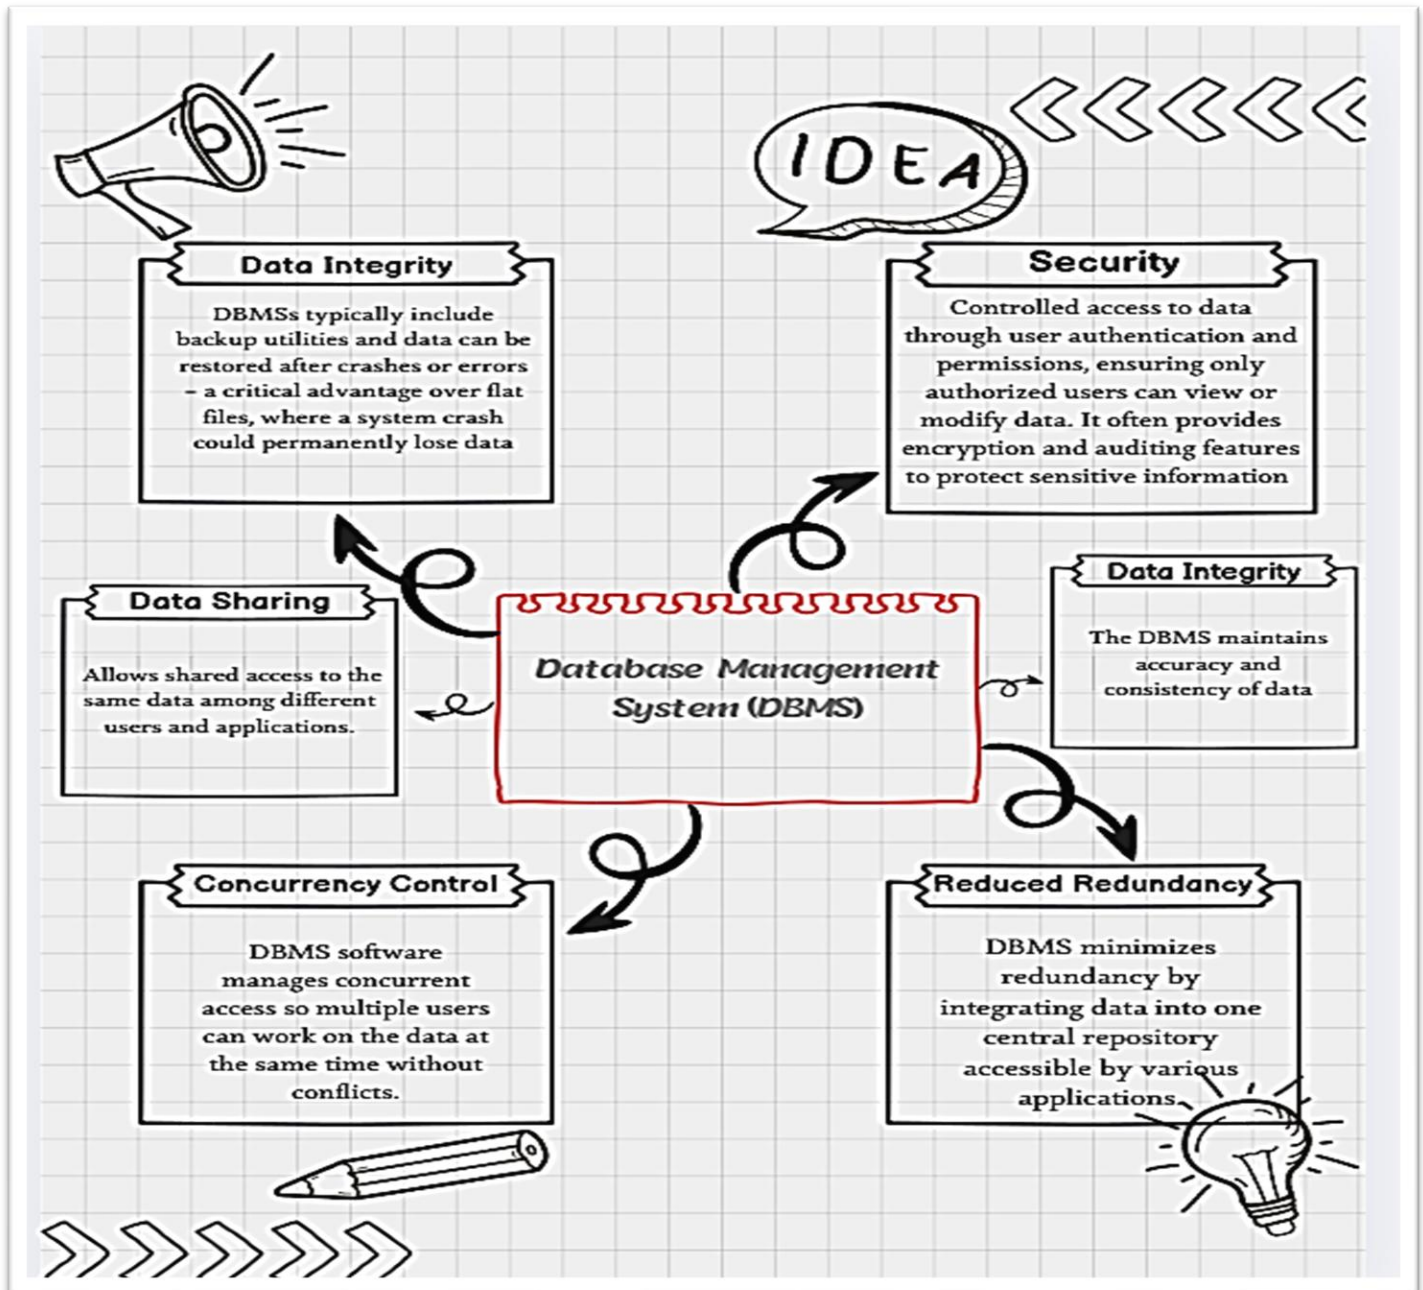 IDEA
Data Integrity
DBMSs typically include
backup utilities and data can be
restored after crashes or errors
– a critical advantage over flat
files, where a system crash
could permanently lose data
Security
Controlled access to data
through user authentication and
permissions, ensuring only
authorized users can view or
modify data. It often provides
encryption and auditing features
to protect sensitive information
Data Sharing
Allows shared access to the
same data among different
users and applications.
Database Management
System (DBMS)
Data Integrity
The DBMS maintains
accuracy and
consistency of data
Concurrency Control
DBMS software
manages concurrent
access so multiple users
can work on the data at
the same time without
conflicts.
Reduced Redundancy
DBMS minimizes
redundancy by
integrating data into one
central repository
accessible by various
applications.